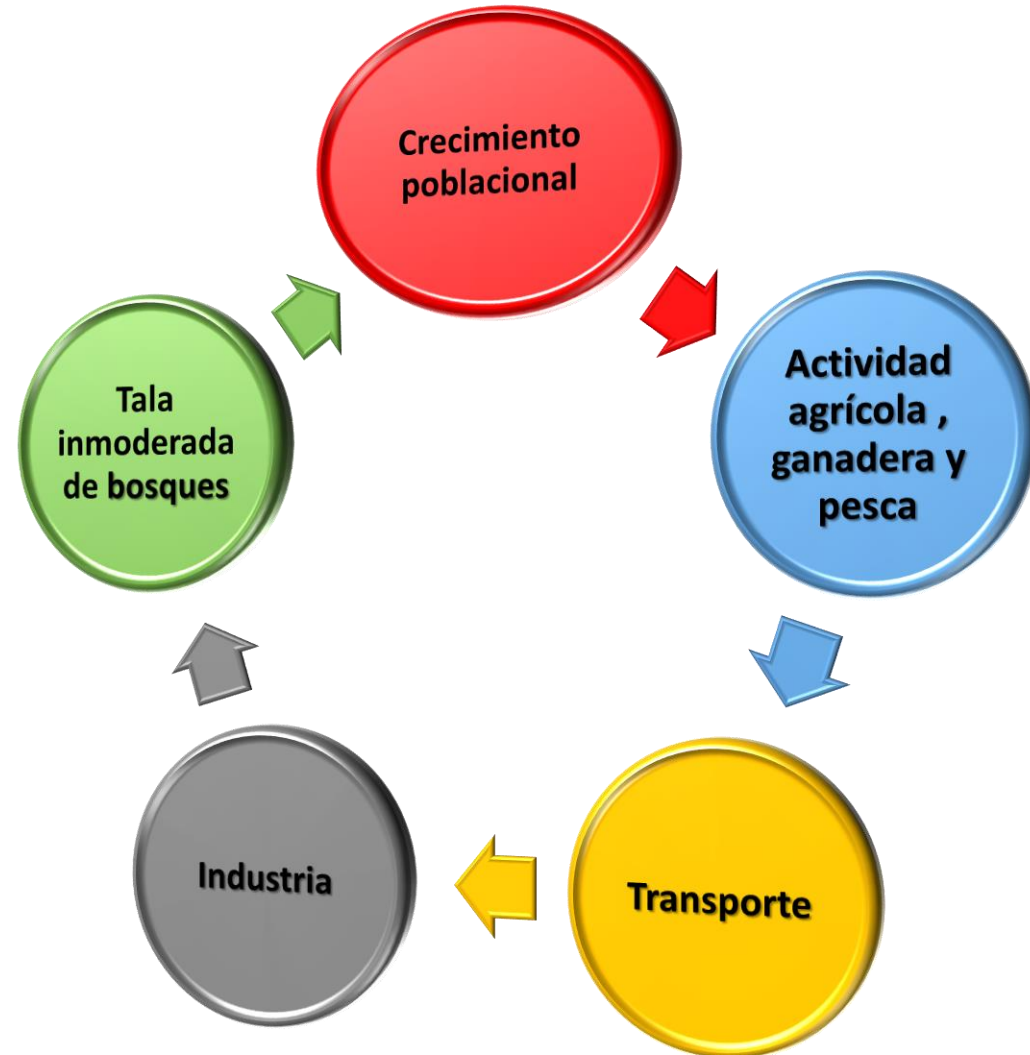 Crecimiento
poblacional
Actividad
agrícola ,
ganadera y
pesca
Transporte
Industria
Tala
inmoderada
de bosques